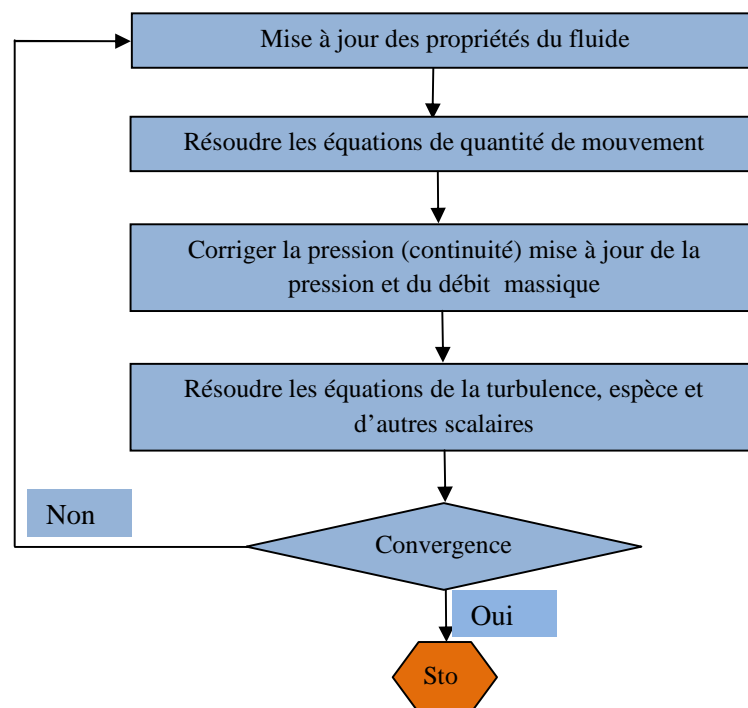 Mise à jour des propriétés du fluide
Résoudre les équations de quantité de mouvement
Corriger la pression (continuité) mise à jour de la
pression et du débit massique
Résoudre les équations de la turbulence, espèce et
d'autres scalaires
Non
Convergence
Oui
Sto